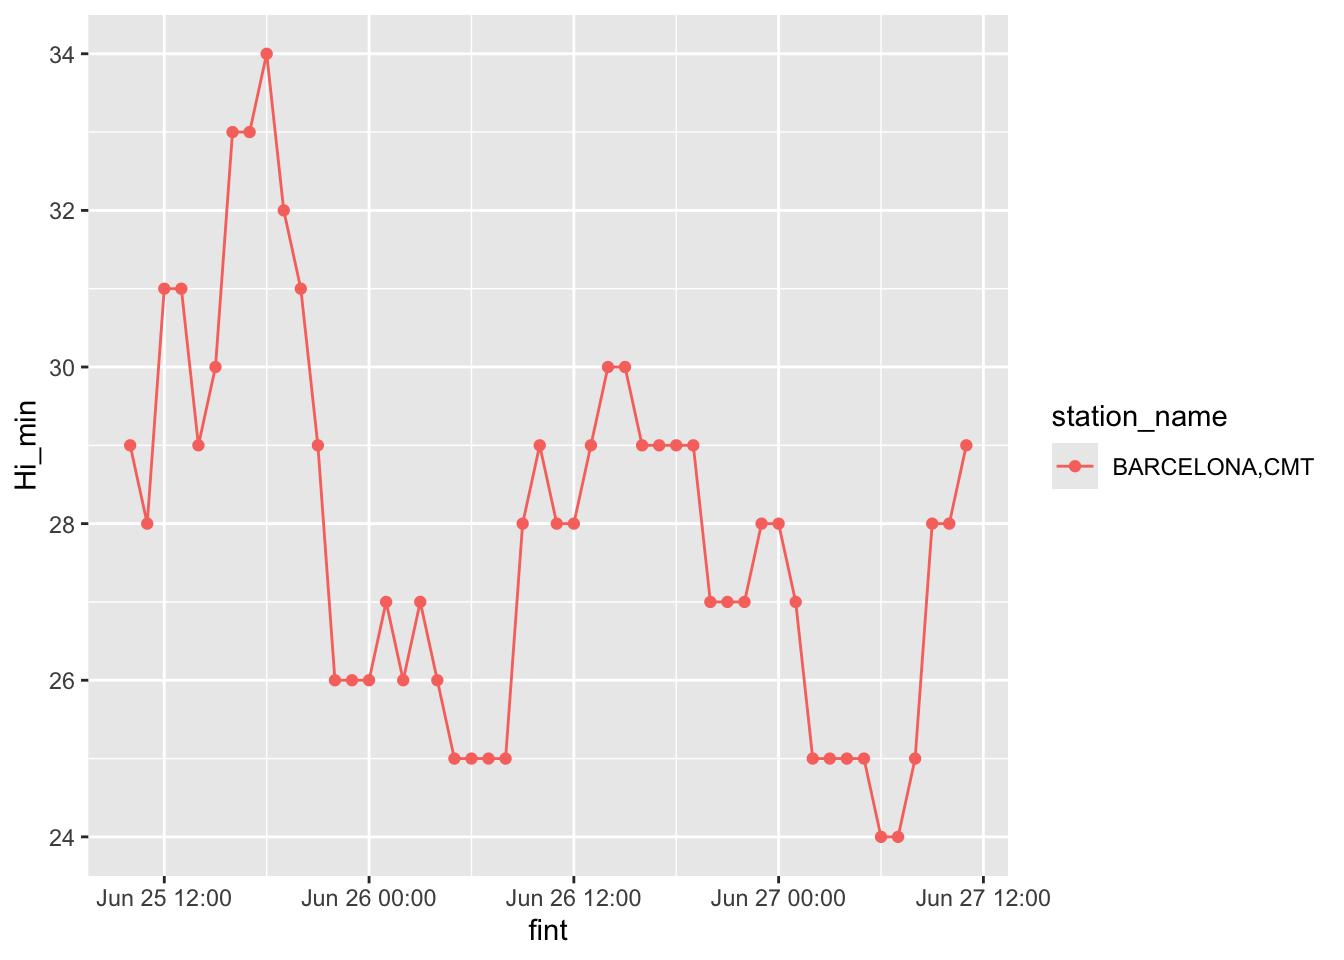 34
32
30
28
26
24
Hi_min
Jun 25 12:00
Jun 26 00:00
Jun 26 12:00
Jun 27 00:00
Jun 27 12:00
fint
station_name
BARCELONA,CMT